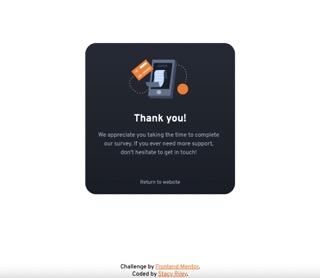 Thank you!
We appreciate you taking the time to complete
our survey. If you ever need more support,
don't hesitate to get in touch!
Return to website
Challenge by Frontend Mentor.
Coded by Stacy Riley.